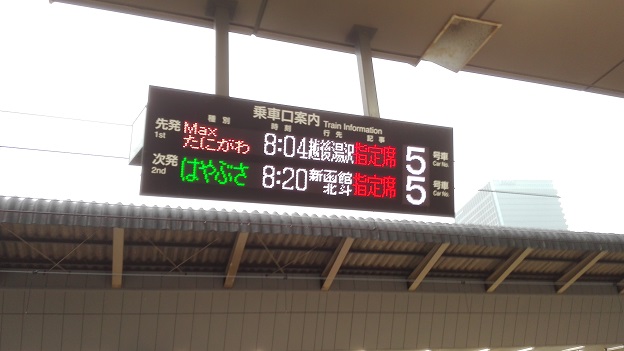 乗車口案内 Train Information
種別 時刻 行先 記事
先発 1st Max たにがわ 8:04 越後湯沢 指定席 5 号車 Car No.
次発 2nd はやぶさ 8:20 新函館北斗 指定席 5 号車 Car No.